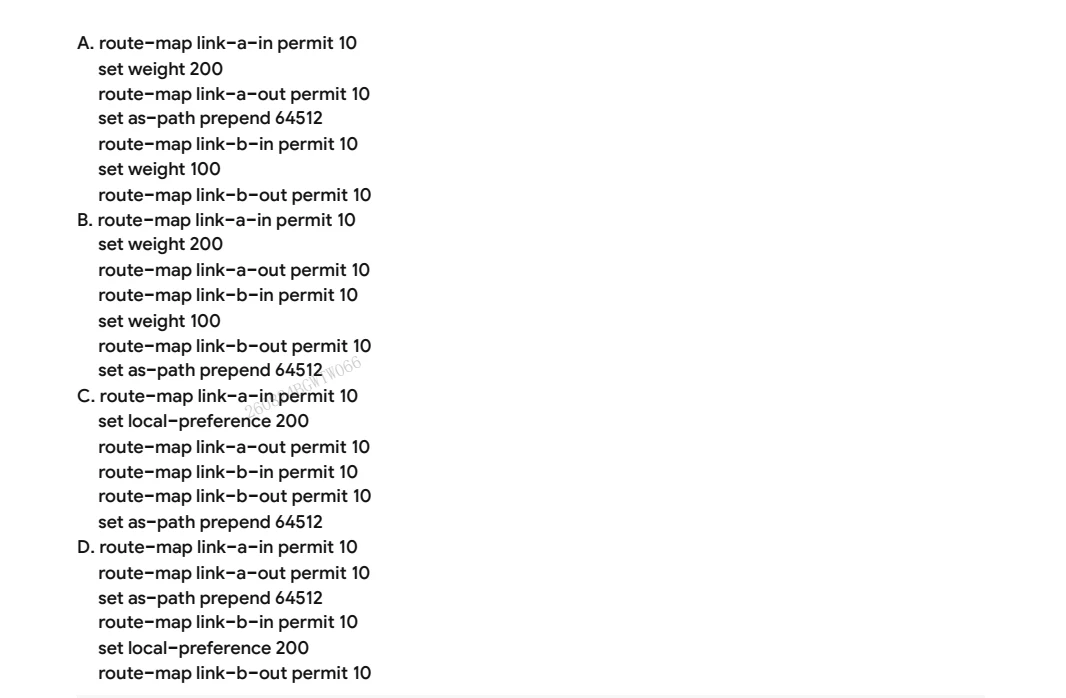 A. route-map link-a-in permit 10
set weight 200
route-map link-a-out permit 10
set as-path prepend 64512
route-map link-b-in permit 10
set weight 100
route-map link-b-out permit 10
B. route-map link-a-in permit 10
set weight 200
route-map link-a-out permit 10
route-map link-b-in permit 10
set weight 100
route-map link-b-out permit 10
set as-path prepend 64512
C. route-map link-a-in permit 10
set local-preference 200
route-map link-a-out permit 10
route-map link-b-in permit 10
route-map link-b-out permit 10
set as-path prepend 64512
D. route-map link-a-in permit 10
route-map link-a-out permit 10
set as-path prepend 64512
route-map link-b-in permit 10
set local-preference 200
route-map link-b-out permit 10